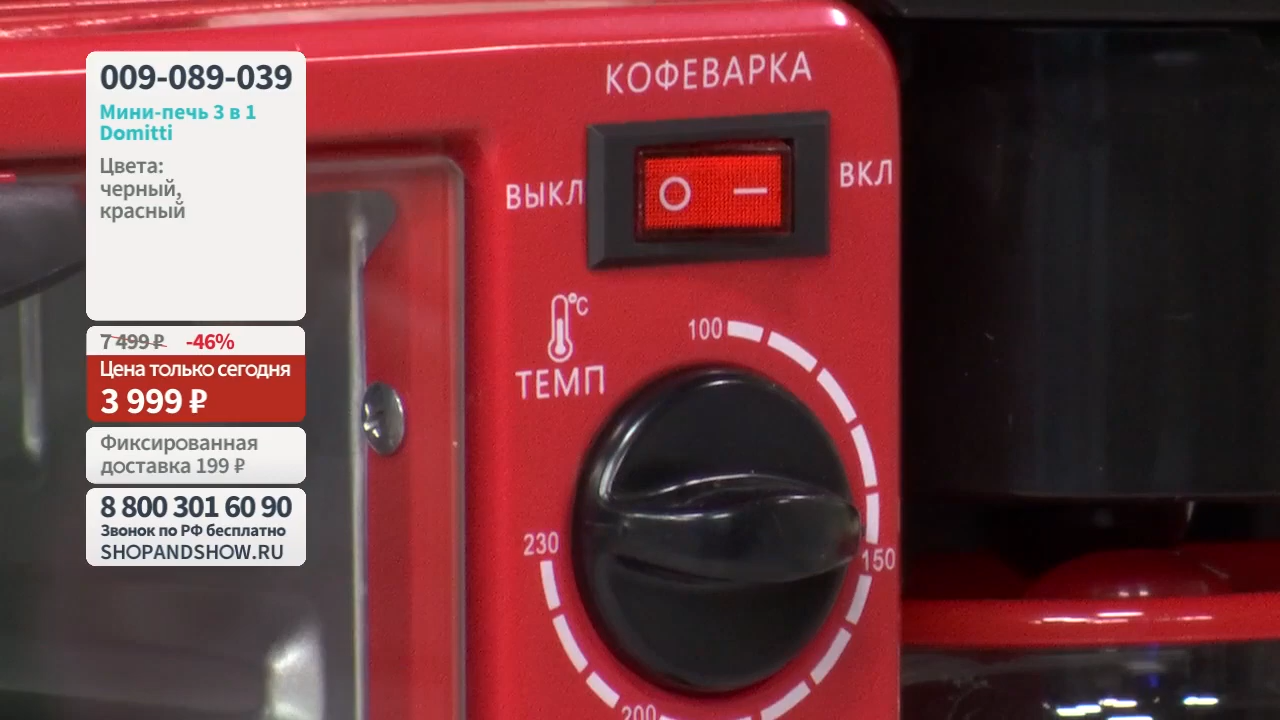 009-089-039
Мини-печь 3 в 1
Domitti
Цвета:
черный,
красный
7 499 ₽ -46%
Цена только сегодня
3 999 ₽
Фиксированная
доставка 199 ₽
8 800 301 60 90
Звонок по РФ бесплатно
SHOPANDSHOW.RU
КОФЕВАРКА
ВЫКЛ
ВКЛ
°C
ТЕМП
100
150
200
230